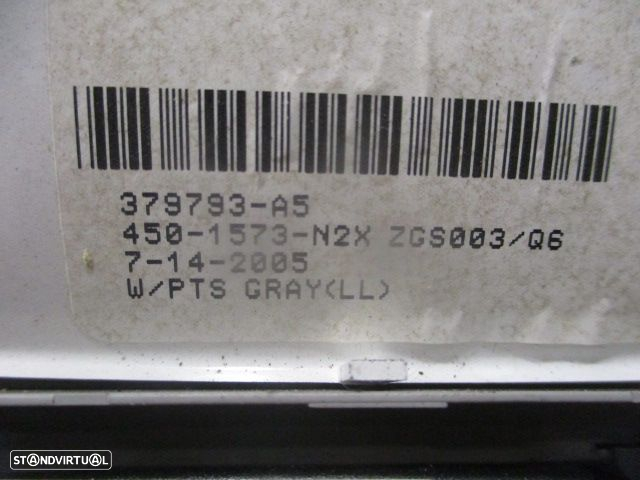 379793-A5
450-1573-N2X ZGS003/Q6
7-14-2005
W/PTS GRAY(LL)
STANDVIRTUAL